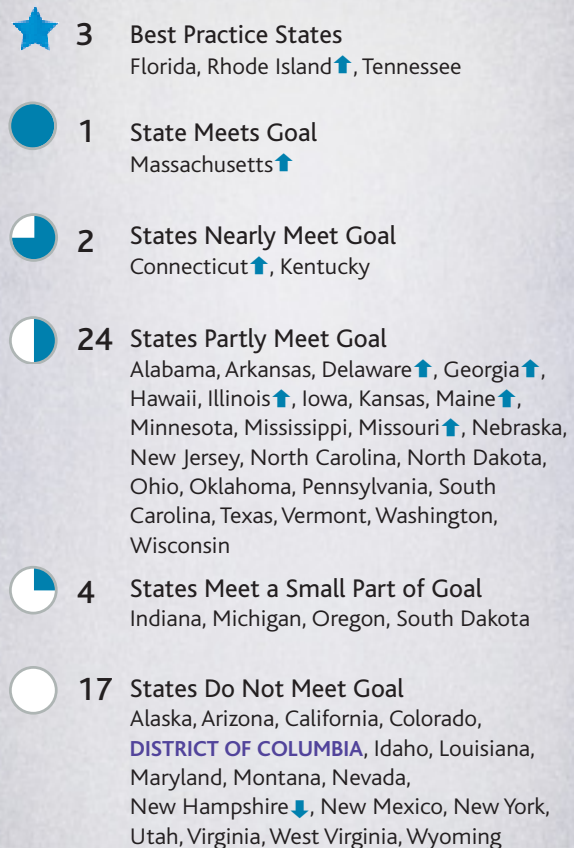 3 Best Practice States
Florida, Rhode Island⬆, Tennessee
1 State Meets Goal
Massachusetts⬆
2 States Nearly Meet Goal
Connecticut⬆, Kentucky
24 States Partly Meet Goal
Alabama, Arkansas, Delaware⬆, Georgia⬆,
Hawaii, Illinois⬆, Iowa, Kansas, Maine⬆,
Minnesota, Mississippi, Missouri⬆, Nebraska,
New Jersey, North Carolina, North Dakota,
Ohio, Oklahoma, Pennsylvania, South
Carolina, Texas, Vermont, Washington,
Wisconsin
4 States Meet a Small Part of Goal
Indiana, Michigan, Oregon, South Dakota
17 States Do Not Meet Goal
Alaska, Arizona, California, Colorado,
DISTRICT OF COLUMBIA, Idaho, Louisiana,
Maryland, Montana, Nevada,
New Hampshire⬇, New Mexico, New York,
Utah, Virginia, West Virginia, Wyoming